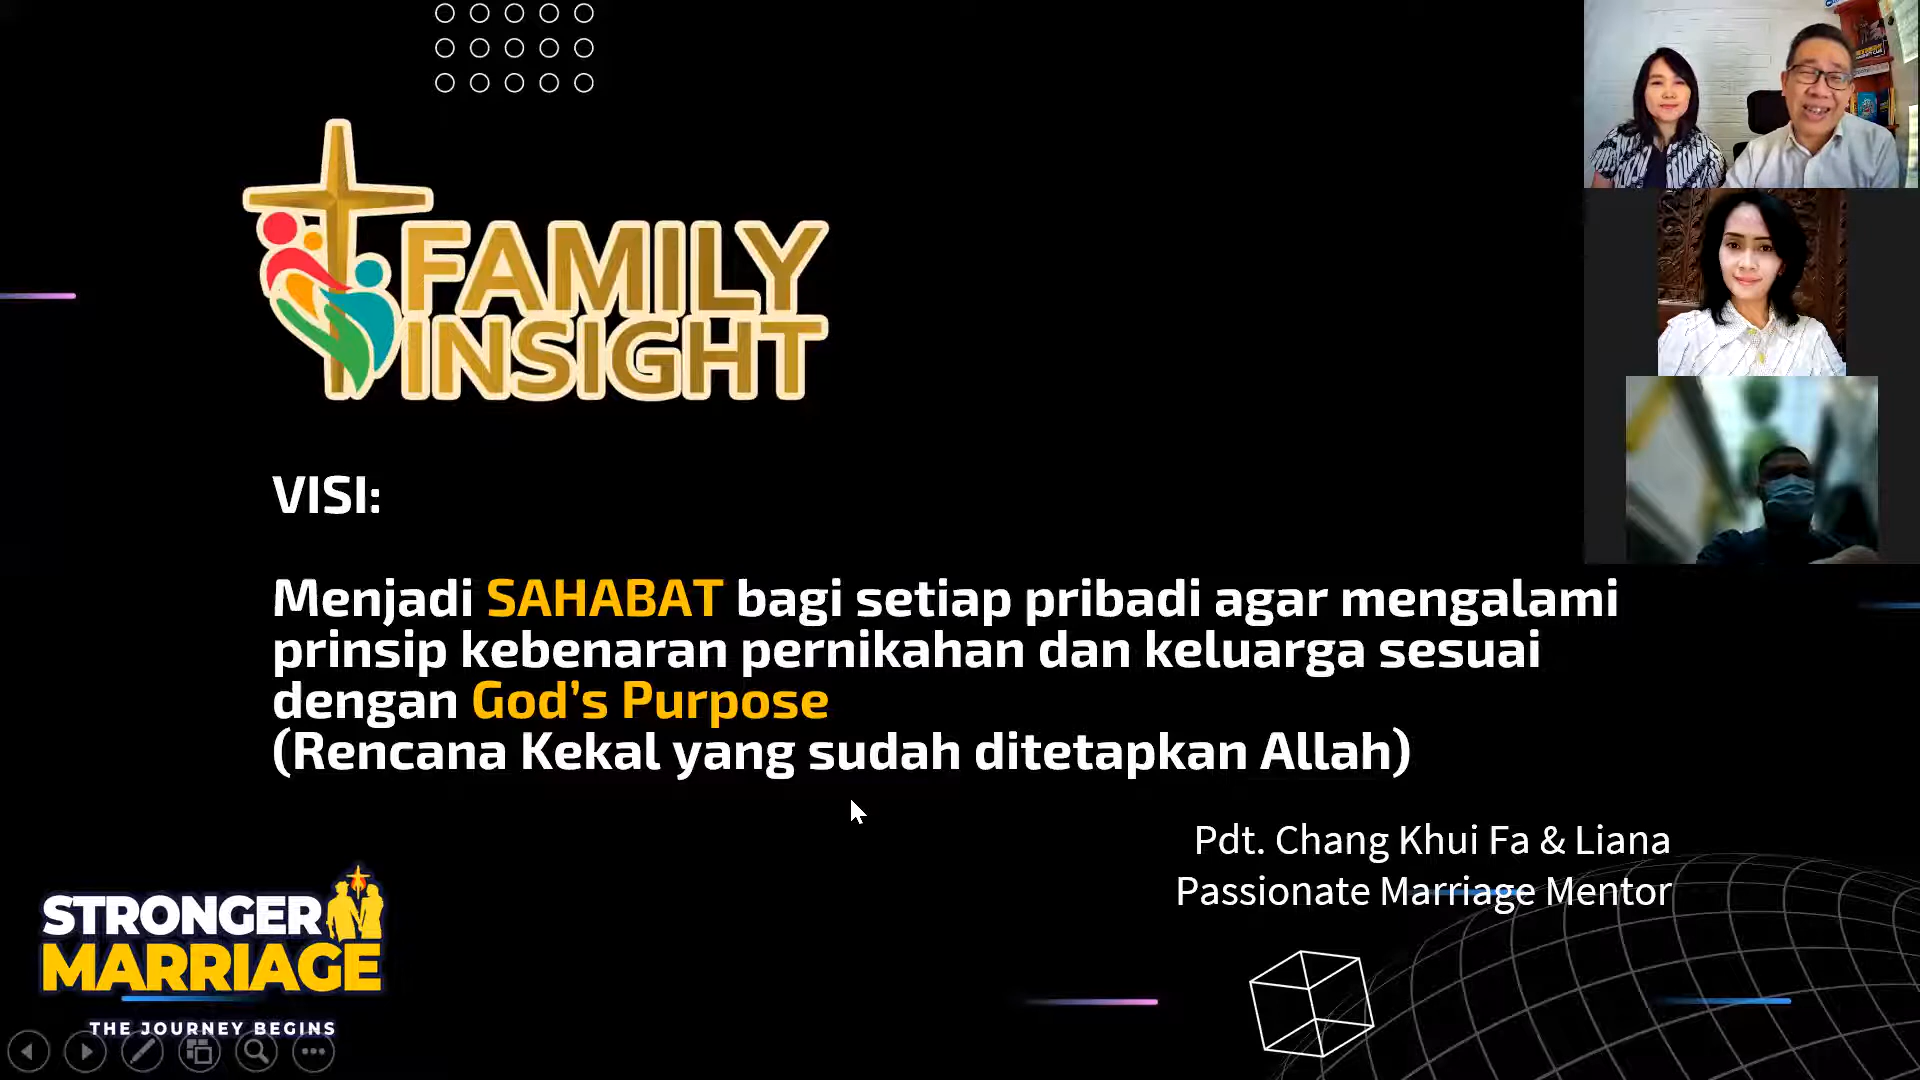 FAMILY
INSIGHT
VISI:
Menjadi SAHABAT bagi setiap pribadi agar mengalami
prinsip kebenaran pernikahan dan keluarga sesuai
dengan God’s Purpose
(Rencana Kekal yang sudah ditetapkan Allah)
Pdt. Chang Khui Fa & Liana
Passionate Marriage Mentor
STRONGER
MARRIAGE
THE JOURNEY BEGINS